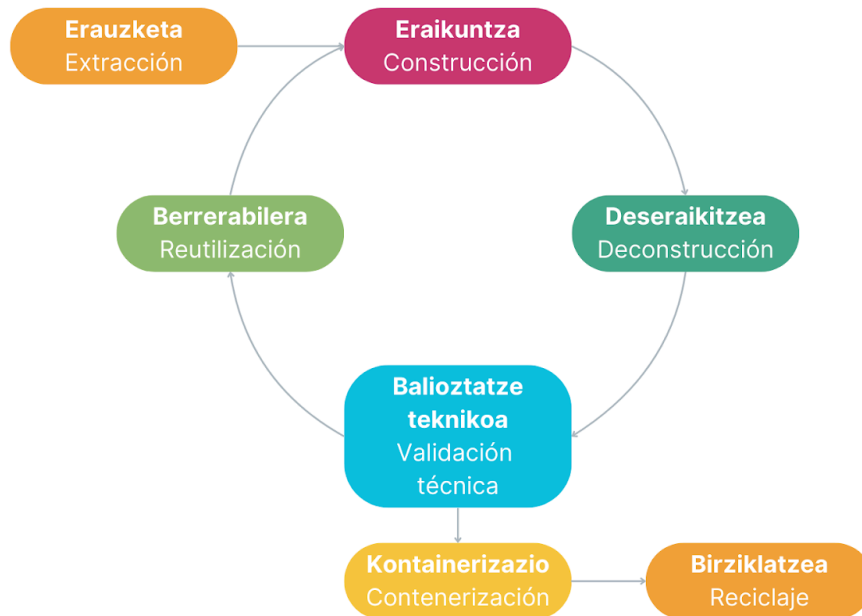 Erauzketa
Extracción
Eraikuntza
Construcción
Berrerabilera
Reutilización
Deseraikitzea
Deconstrucción
Balioztatze
teknikoa
Validación
técnica
Kontainerizazio
Contenerización
Birziklatzea
Reciclaje